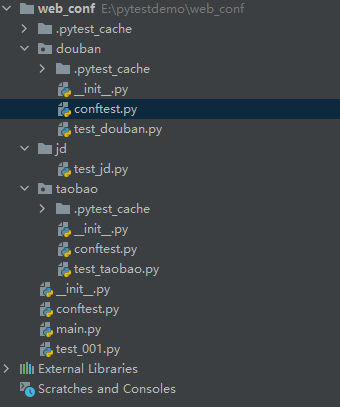 web_conf E:\pytestdemo\web_conf
.pytest_cache
douban
.pytest_cache
__init__.py
conftest.py
test_douban.py
jd
test_jd.py
taobao
.pytest_cache
__init__.py
conftest.py
test_taobao.py
__init__.py
conftest.py
main.py
test_001.py
External Libraries
Scratches and Consoles